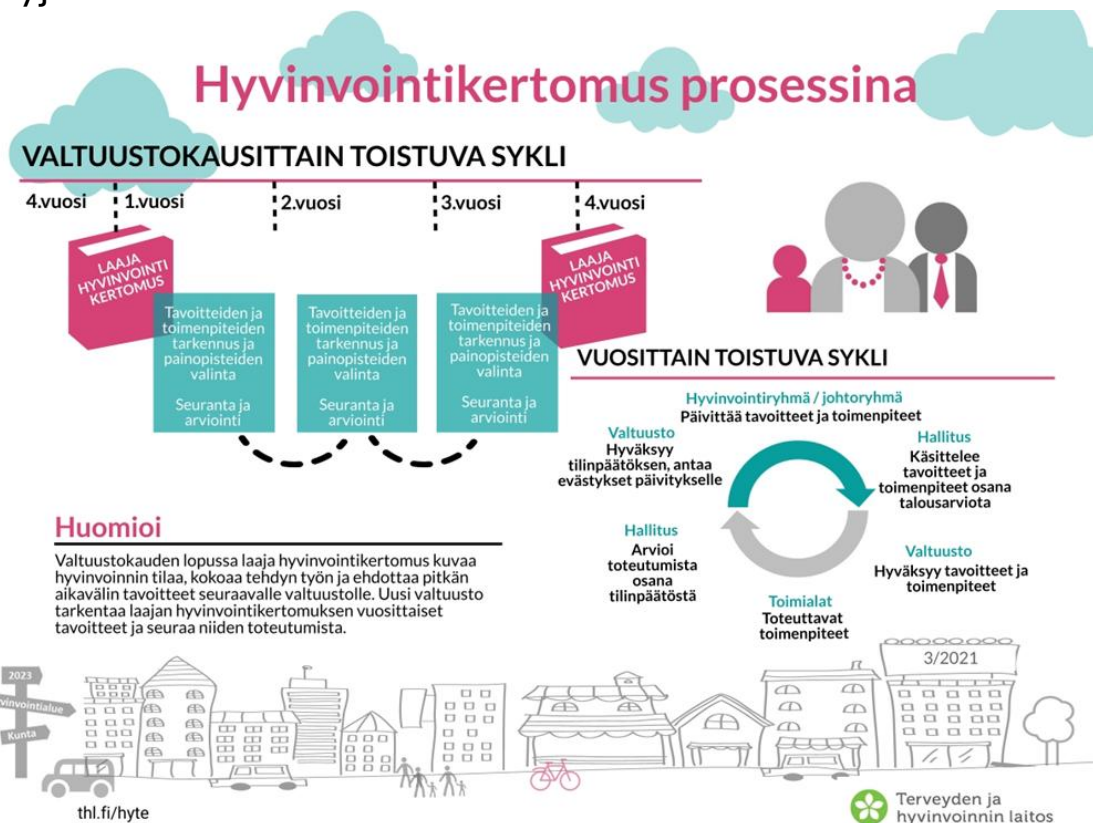 Hyvinvointikertomus prosessina
VALTUUSTOKAUSITTAIN TOISTUVA SYKLI
4.vuosi
1.vuosi
2.vuosi
3.vuosi
4.vuosi
LAAJA
HYVINVOINTI
KERTOMUS
Tavoitteiden ja
toimenpiteiden
tarkennus ja
painopisteiden
valinta
Seuranta ja
arviointi
Tavoitteiden ja
toimenpiteiden
tarkennus ja
painopisteiden
valinta
Seuranta ja
arviointi
Tavoitteiden ja
toimenpiteiden
tarkennus ja
painopisteiden
valinta
Seuranta ja
arviointi
LAAJA
HYVINVOINTI
KERTOMUS
VUOSITTAIN TOISTUVA SYKLI
Hyvinvointiryhmä / johtoryhmä
Päivittää tavoitteet ja toimenpiteet
Hallitus
Käsittelee
tavoitteet ja
toimenpiteet osana
talousarviota
Valtuusto
Hyväksyy tavoitteet ja
toimenpiteet
Toimialat
Toteuttavat
toimenpiteet
Hallitus
Arvioi
toteutumista
osana
tilinpäätöstä
Valtuusto
Hyväksyy
tilinpäätöksen, antaa
evästykset päivitykselle
Huomioi
Valtuustokauden lopussa laaja hyvinvointikertomus kuvaa
hyvinvoinnin tilaa, kokoaa tehdyn työn ja ehdottaa pitkän
aikavälin tavoitteet seuraavalle valtuustolle. Uusi valtuusto
tarkentaa laajan hyvinvointikertomuksen vuosittaiset
tavoitteet ja seuraa niiden toteutumista.
3/2021
2023
vinvointialue
Kunta
thl.fi/hyte
Terveyden ja
hyvinvoinnin laitos